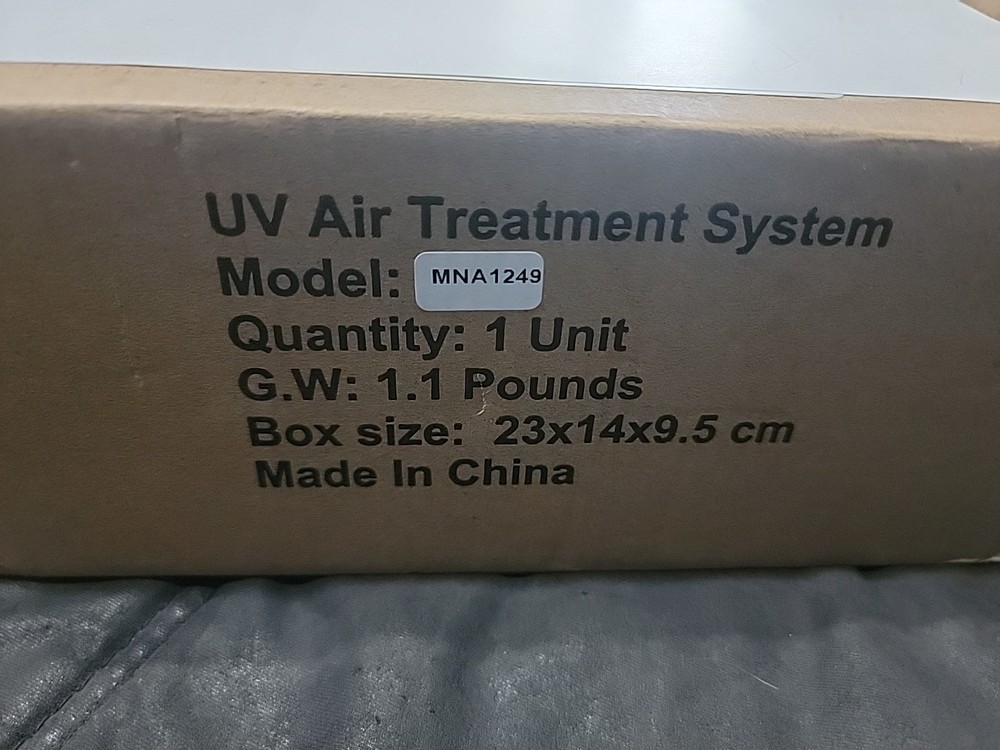 UV Air Treatment System
Model: MNA1249
Quantity: 1 Unit
G.W: 1.1 Pounds
Box size: 23x14x9.5 cm
Made In China